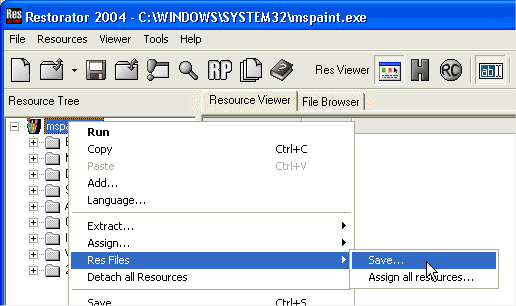 Res Restorator 2004 - C:\WINDOWS\SYSTEM32\mspaint.exe
File Resources Viewer Tools Help
RP Res Viewer H RC ab
Resource Tree Resource Viewer File Browser
Run
Copy Ctrl+C
Paste Ctrl+V
Add...
Language...
Extract...
Assign...
Res Files
Save...
Detach all Resources
Assign all resources...
Save Ctrl+S